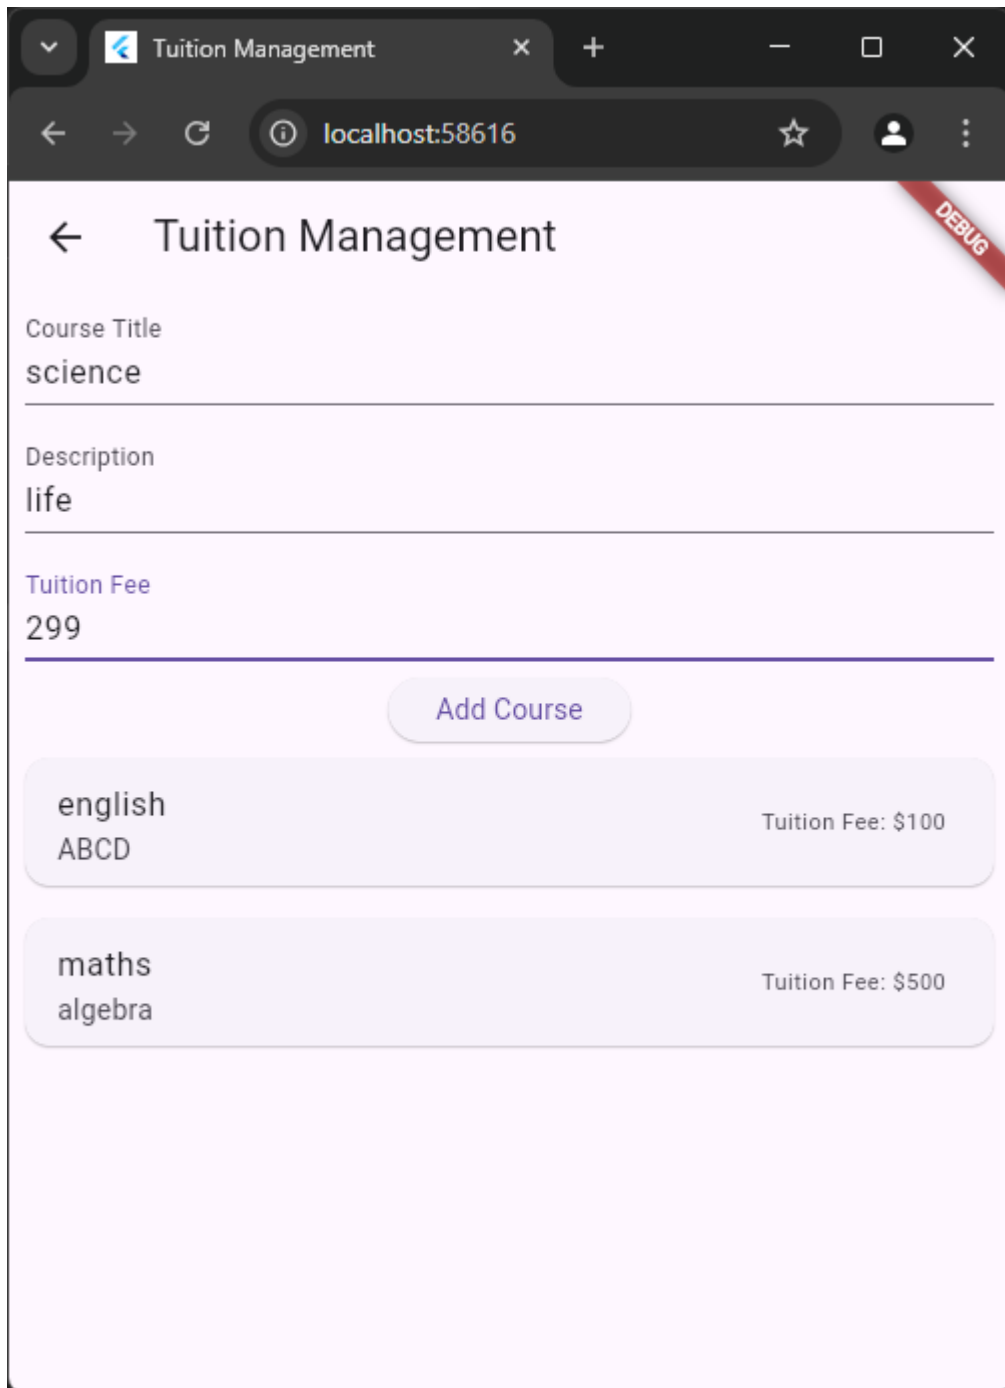 Tuition Management
localhost:58616
Tuition Management
DEBUG
Course Title
science
Description
life
Tuition Fee
299
Add Course
english
ABCD
Tuition Fee: $100
maths
algebra
Tuition Fee: $500